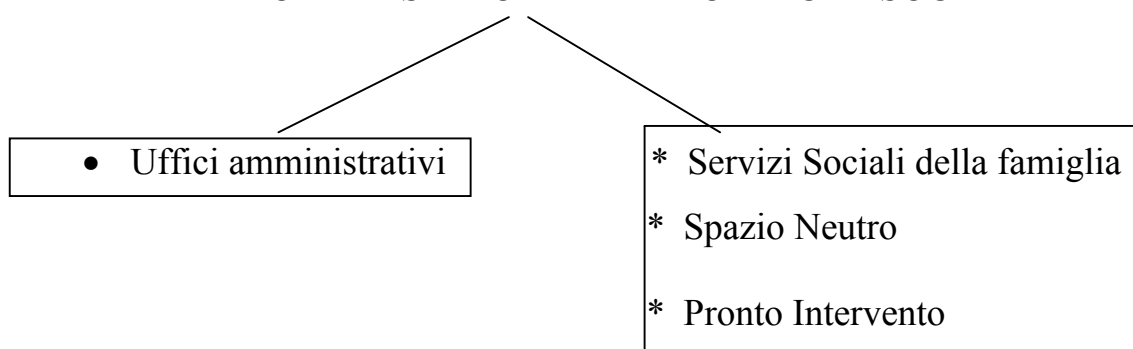 • Uffici amministrativi
* Servizi Sociali della famiglia
* Spazio Neutro
* Pronto Intervento